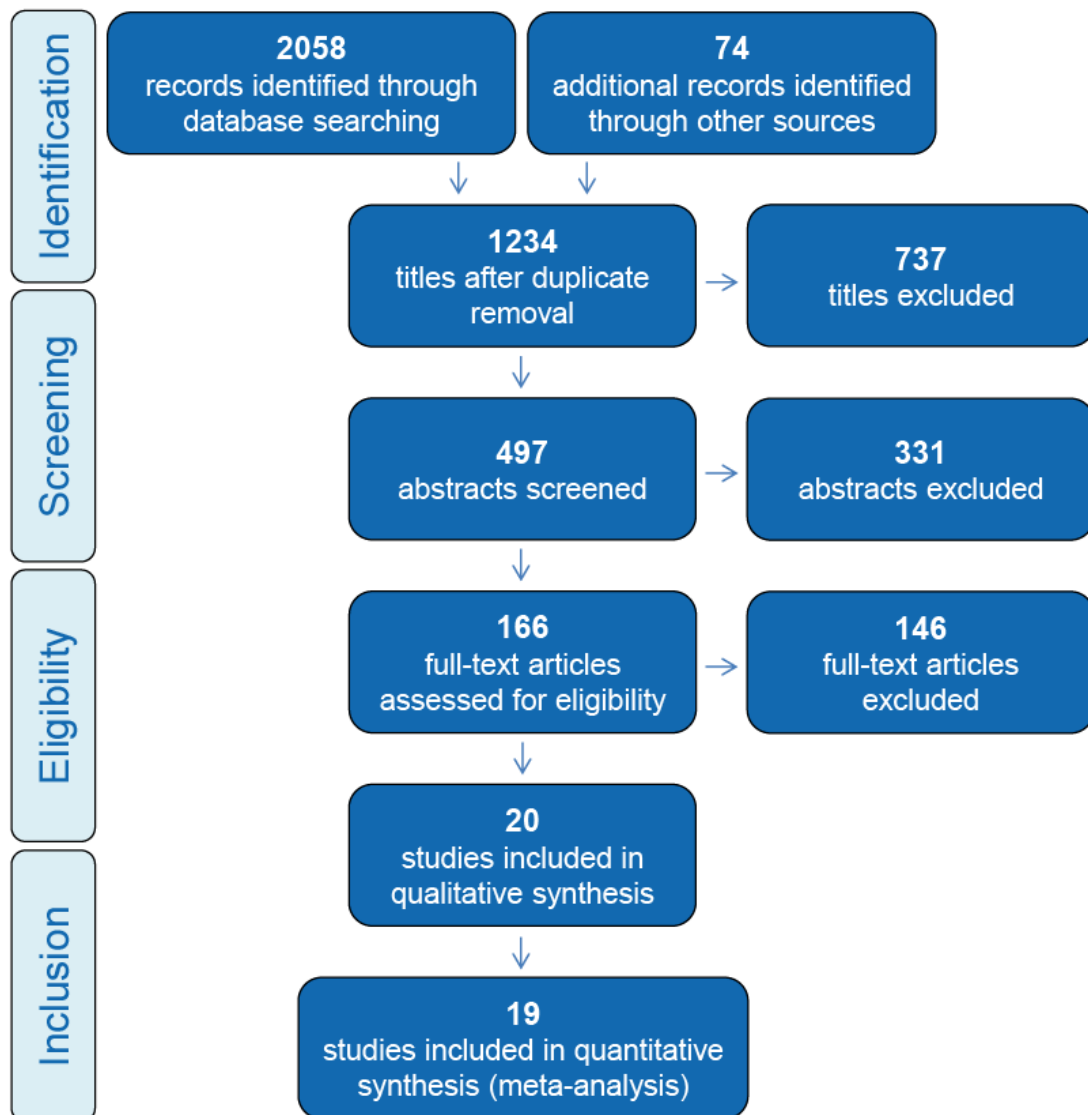 Identification
2058
records identified through
database searching
74
additional records identified
through other sources
1234
titles after duplicate
removal
737
titles excluded
Screening
497
abstracts screened
331
abstracts excluded
Eligibility
166
full-text articles
assessed for eligibility
146
full-text articles
excluded
20
studies included in
qualitative synthesis
Inclusion
19
studies included in quantitative
synthesis (meta-analysis)